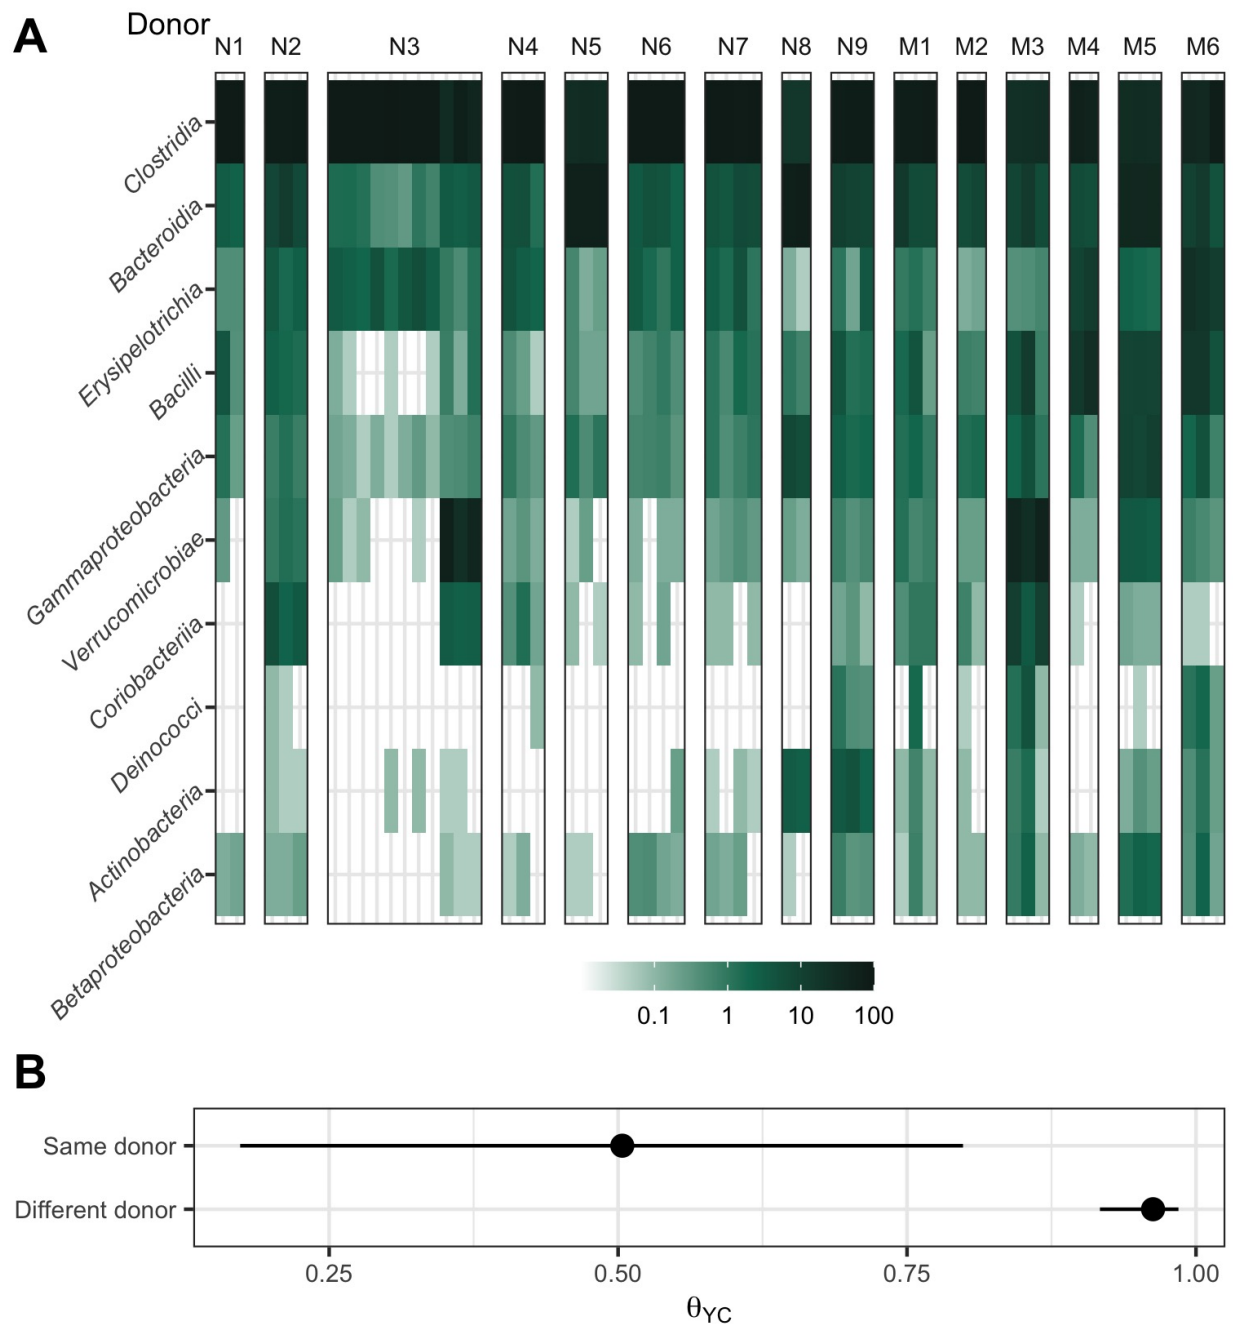 A
Donor
N1 N2 N3 N4 N5 N6 N7 N8 N9 M1 M2 M3 M4 M5 M6
Clostridia
Bacteroidia
Erysipelotrichia
Bacilli
Gammaproteobacteria
Verrucomicrobiae
Coriobacteriia
Deinococci
Actinobacteria
Betaproteobacteria
0.1 1 10 100
B
Same donor
Different donor
0.25 0.50 0.75 1.00
θYC